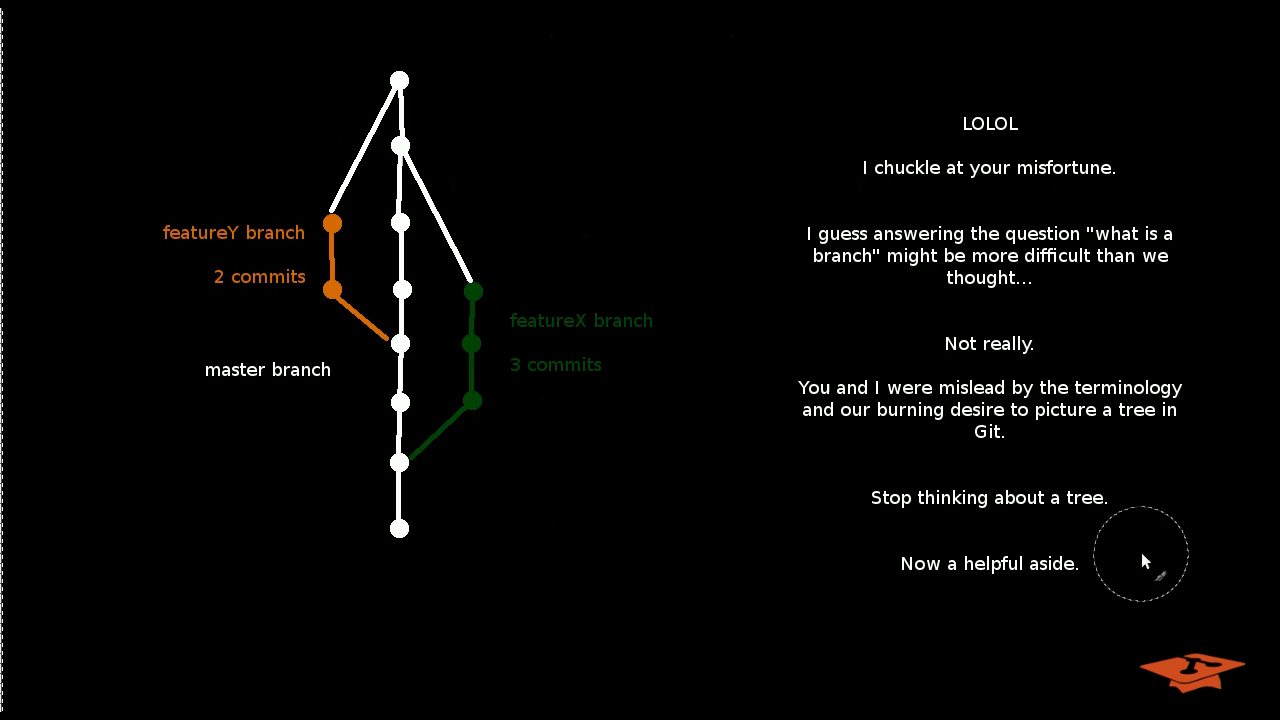 featureY branch
2 commits
master branch
featureX branch
3 commits
LOLOL
I chuckle at your misfortune.
I guess answering the question "what is a
branch" might be more difficult than we
thought...
Not really.
You and I were mislead by the terminology
and our burning desire to picture a tree in
Git.
Stop thinking about a tree.
Now a helpful aside.